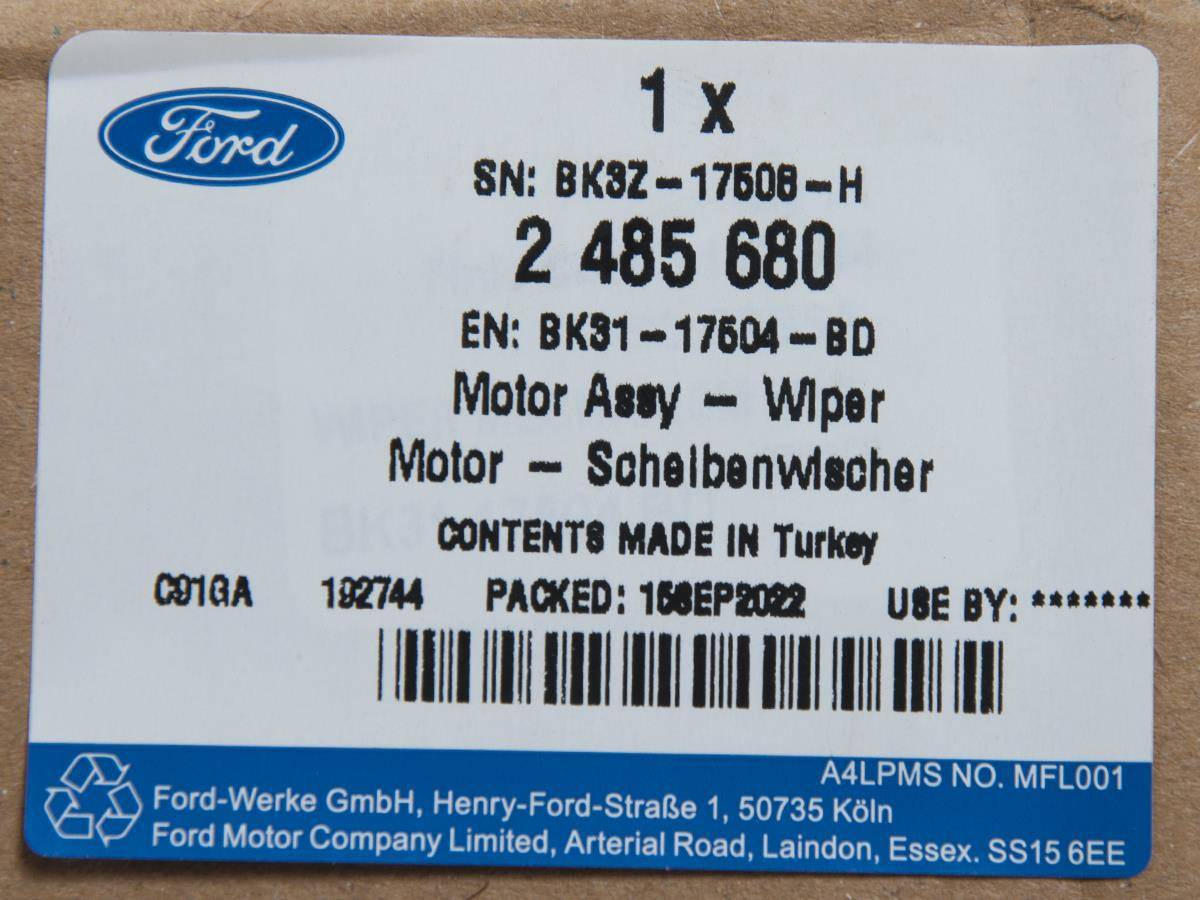 Ford
1 x
SN: BK3Z-17508-H
2 485 680
EN: BK31-17504-BD
Motor Assy - Wiper
Motor - Scheibenwischer
CONTENTS MADE IN Turkey
C91GA 192744 PACKED: 15SEP2022 USE BY: *******
A4LPMS NO. MFL001
Ford-Werke GmbH, Henry-Ford-Straße 1, 50735 Köln
Ford Motor Company Limited, Arterial Road, Laindon, Essex. SS15 6EE